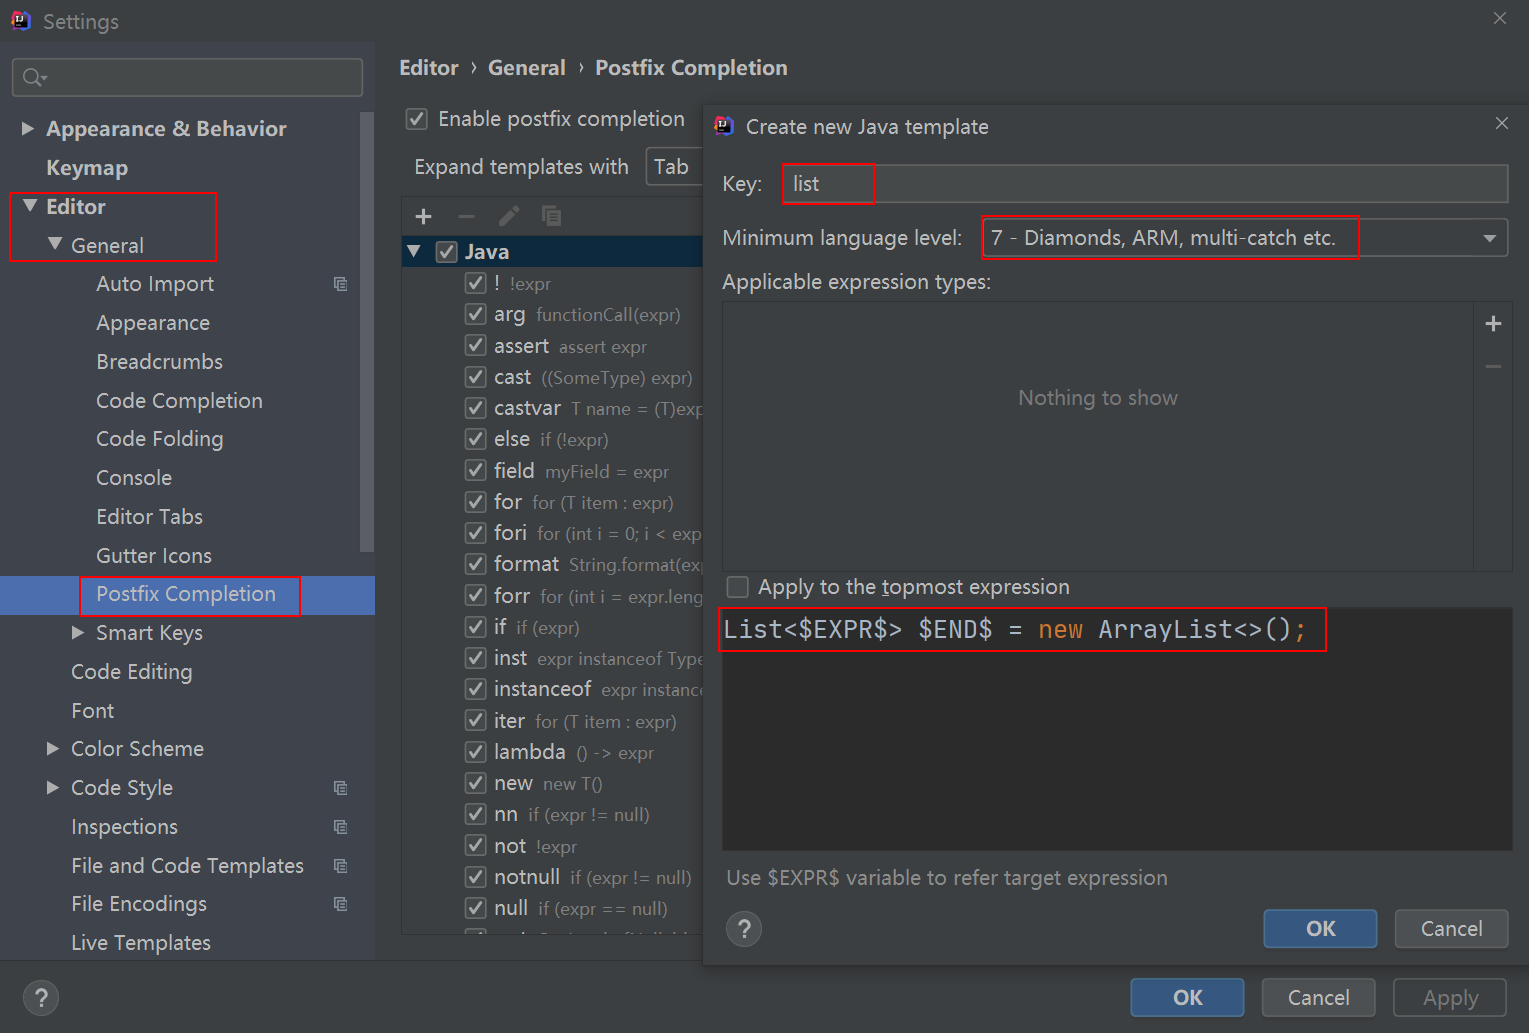 Settings
Appearance & Behavior
Keymap
Editor
General
Auto Import
Appearance
Breadcrumbs
Code Completion
Code Folding
Console
Editor Tabs
Gutter Icons
Postfix Completion
Smart Keys
Code Editing
Font
Color Scheme
Code Style
Inspections
File and Code Templates
File Encodings
Live Templates
Editor › General › Postfix Completion
Enable postfix completion
Expand templates with Tab
Java
! !expr
arg functionCall(expr)
assert assert expr
cast ((SomeType) expr)
castvar T name = (T)exp
else if (!expr)
field myField = expr
for for (T item : expr)
fori for (int i = 0; i < exp
format String.format(ex
forr for (int i = expr.leng
if if (expr)
inst expr instanceof Type
instanceof expr instanc
iter for (T item : expr)
lambda () -> expr
new new T()
nn if (expr != null)
not !expr
notnull if (expr != null)
null if (expr == null)
Create new Java template
Key: list
Minimum language level: 7 - Diamonds, ARM, multi-catch etc.
Applicable expression types:
Nothing to show
Apply to the topmost expression
List<$EXPR$> $END$ = new ArrayList<>();
Use $EXPR$ variable to refer target expression
? OK Cancel
? OK Cancel Apply